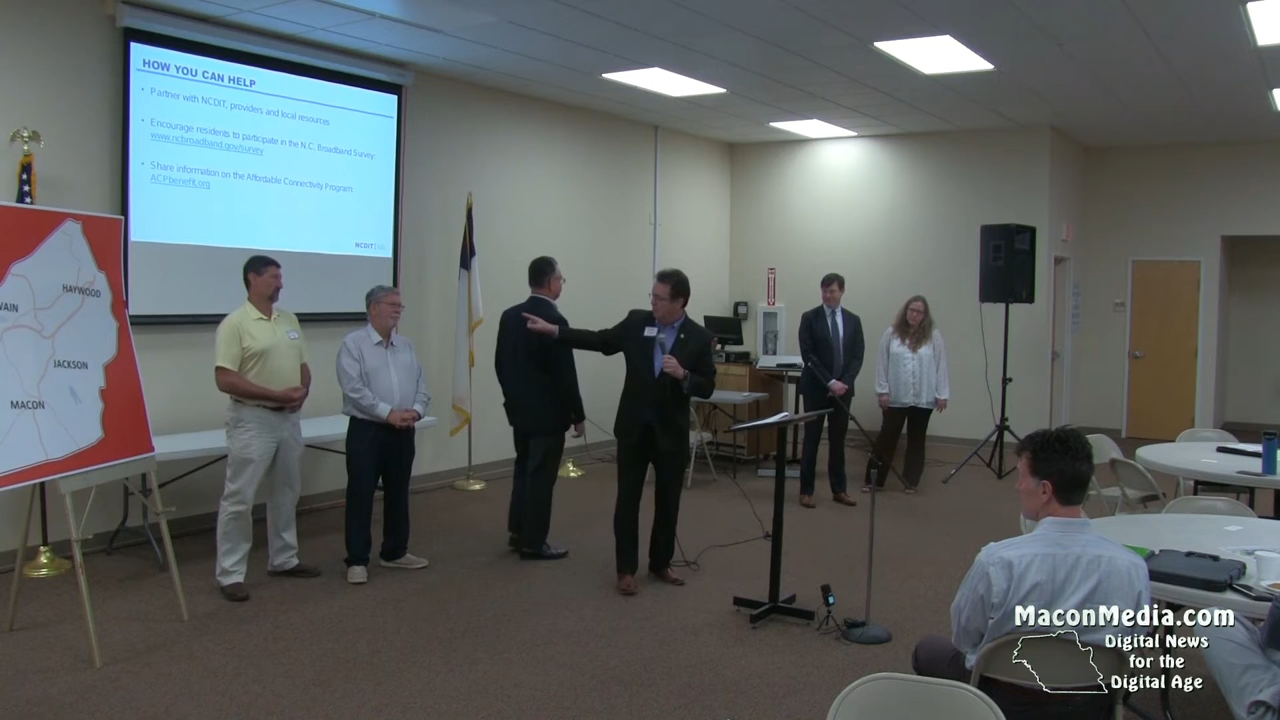 HOW YOU CAN HELP
• Partner with NCDIT, providers and local resources
• Encourage residents to participate in the N.C. Broadband Survey:
www.ncbroadband.gov/survey
• Share information on the Affordable Connectivity Program:
ACPbenefit.org
NCDIT
HAYWOOD
WAIN
JACKSON
MACON
MaconMedia.com
Digital News
for the
Digital Age